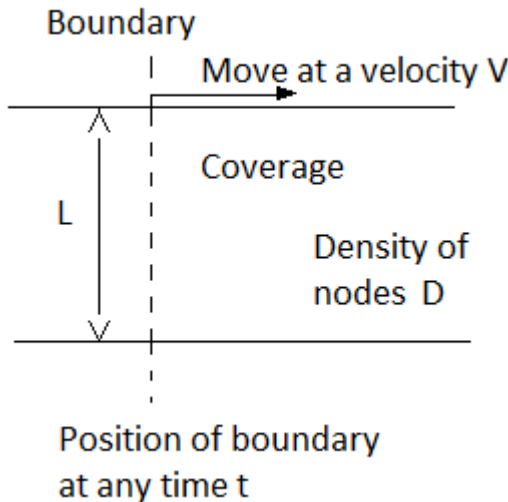 Boundary
Move at a velocity V
Coverage
L
Density of
nodes D
Position of boundary
at any time t